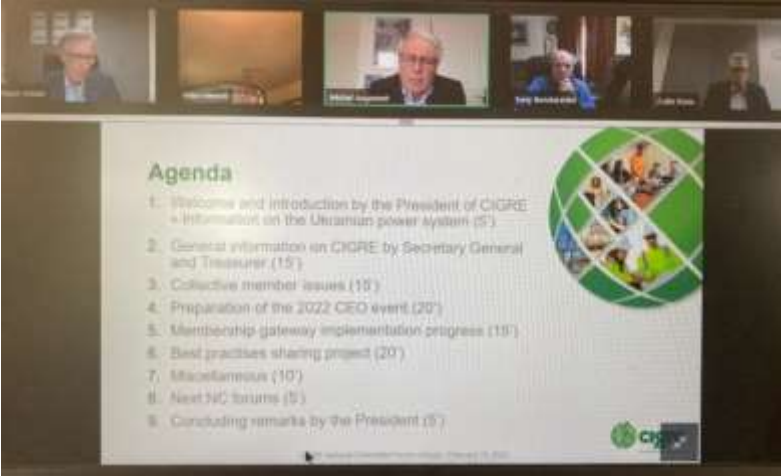 Agenda
1. Welcome and introduction by the President of CIGRE
+ Information on the Ukrainian power system (5')
2. General information on CIGRE by Secretary General
and Treasurer (15')
3. Collective member issues (15')
4. Preparation of the 2022 CEO event (20')
5. Membership gateway implementation progress (15')
6. Best practises sharing project (20')
7. Miscellaneous (10')
8. Next NC forums (5')
9. Concluding remarks by the President (5')